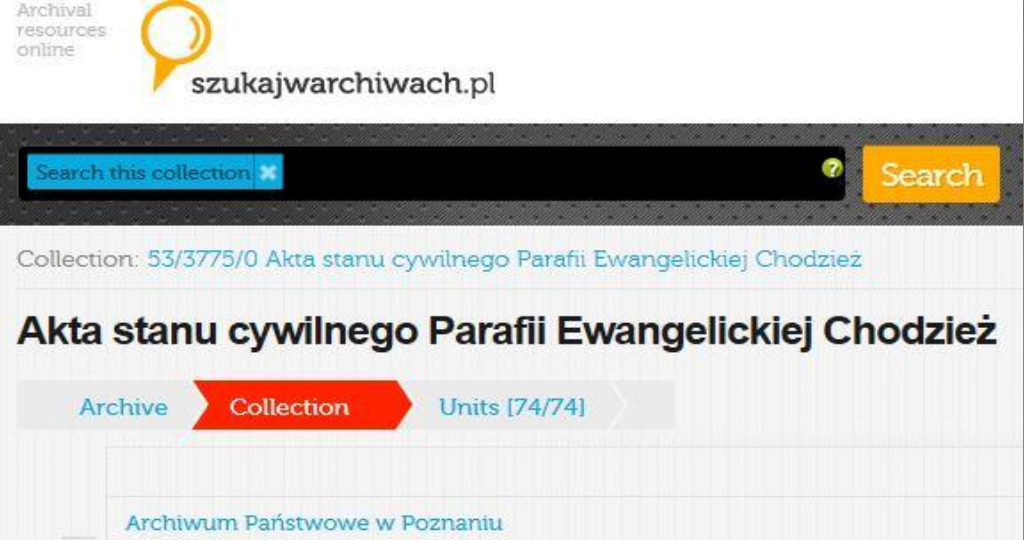 Archival
resources
online
szukajwarchiwach.pl
Search this collection ✖
?
Search
Collection: 53/3775/0 Akta stanu cywilnego Parafii Ewangelickiej Chodzież
Akta stanu cywilnego Parafii Ewangelickiej Chodzież
Archive
Collection
Units [74/74]
Archiwum Państwowe w Poznaniu